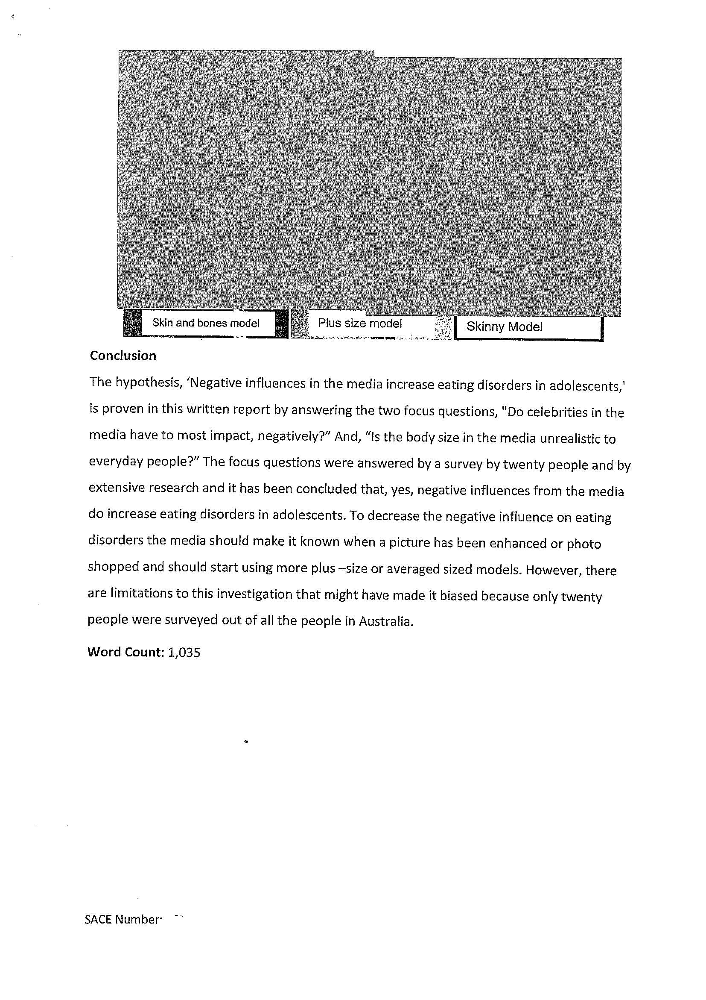 Skin and bones model
Plus size model
Skinny Model
Conclusion
The hypothesis, ‘Negative influences in the media increase eating disorders in adolescents,'
is proven in this written report by answering the two focus questions, "Do celebrities in the
media have to most impact, negatively?” And, “Is the body size in the media unrealistic to
everyday people?” The focus questions were answered by a survey by twenty people and by
extensive research and it has been concluded that, yes, negative influences from the media
do increase eating disorders in adolescents. To decrease the negative influence on eating
disorders the media should make it known when a picture has been enhanced or photo
shopped and should start using more plus –size or averaged sized models. However, there
are limitations to this investigation that might have made it biased because only twenty
people were surveyed out of all the people in Australia.
Word Count: 1,035
SACE Number